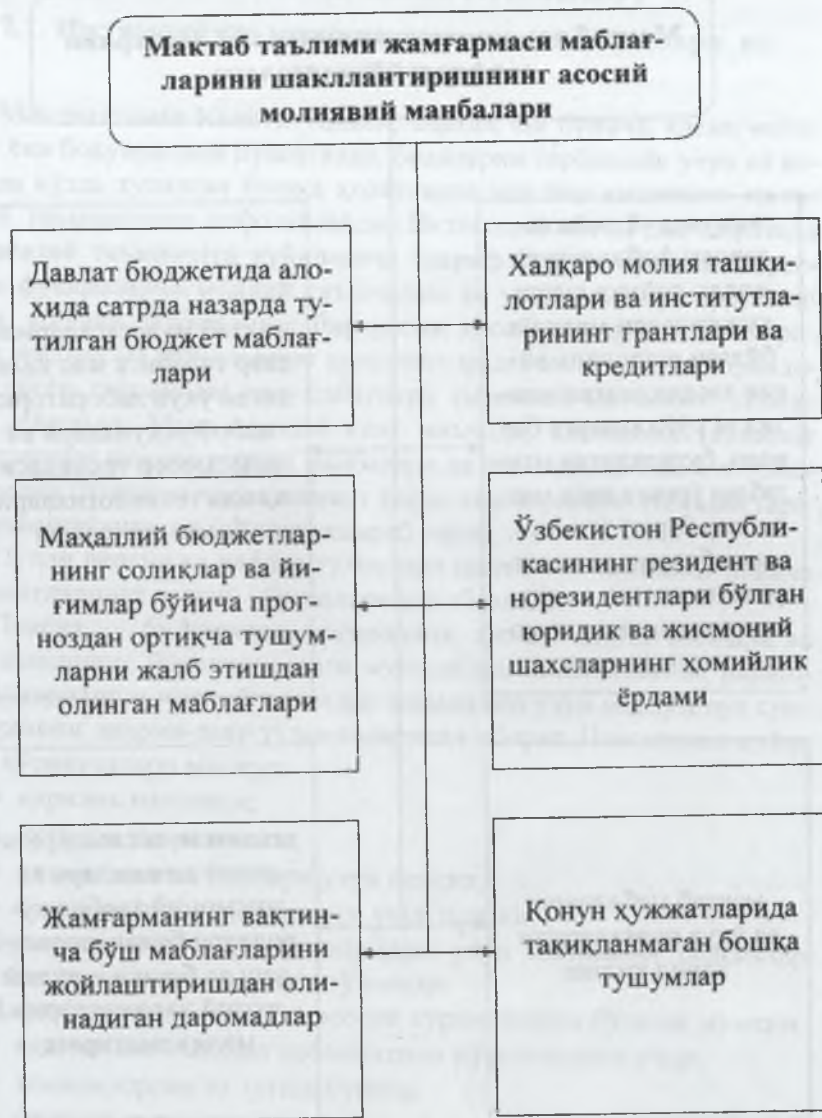 Мактаб таълими жамғармаси маблағ-
ларини шакллантиришнинг асосий
молиявий манбалари
Давлат бюджетида ало-
ҳида сатрда назарда ту-
тилган бюджет маблағ-
лари
Халқаро молия ташки-
лотлари ва институтла-
рининг грантлари ва
кредитлари
Маҳаллий бюджетлар-
нинг солиқлар ва йи-
ғимлар бўйича прог-
ноздан ортиқча тушум-
ларни жалб этишдан
олинган маблағлари
Ўзбекистон Республи-
касининг резидент ва
норезидентлари бўлган
юридик ва жисмоний
шахсларнинг ҳомийлик
ёрдами
Жамғарманинг вақтин-
ча бўш маблағларини
жойлаштиришдан оли-
надиган даромадлар
Қонун ҳужжатларида
тақиқланмаган бошқа
тушумлар